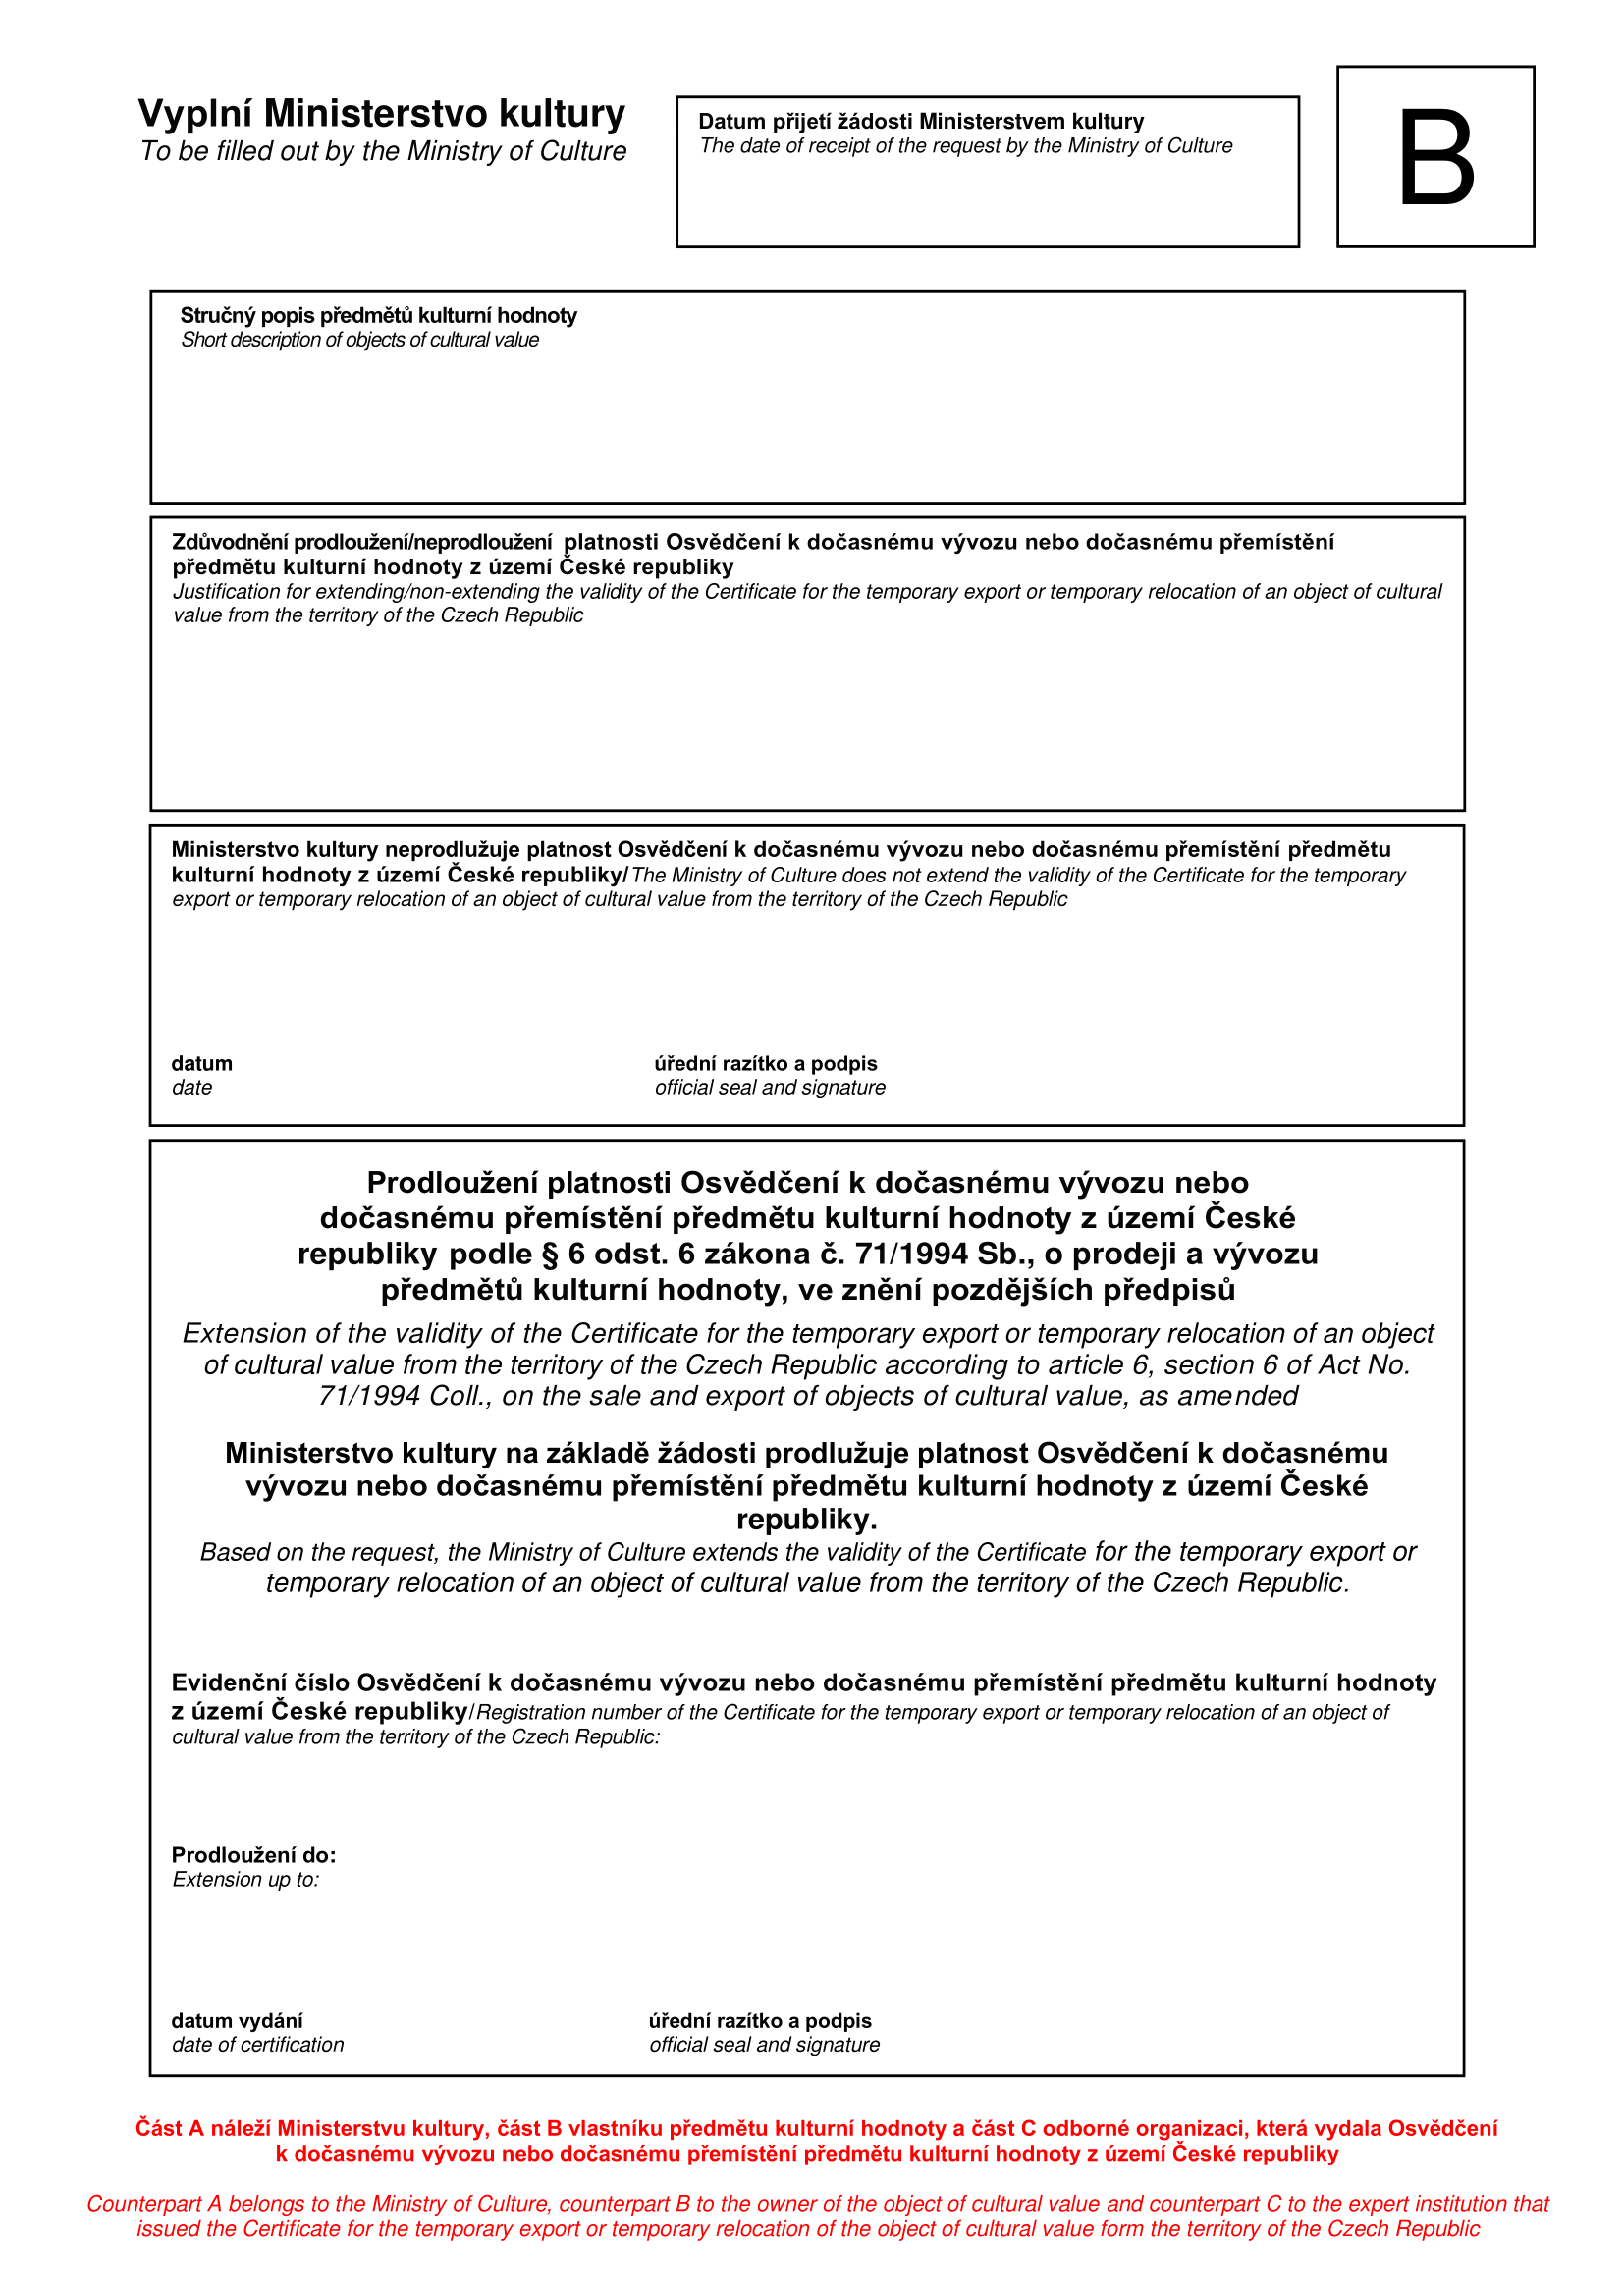 Vyplní Ministerstvo kultury
To be filled out by the Ministry of Culture
Datum přijetí žádosti Ministerstvem kultury
The date of receipt of the request by the Ministry of Culture
B
Stručný popis předmětů kulturní hodnoty
Short description of objects of cultural value
Zdůvodnění prodloužení/neprodloužení platnosti Osvědčení k dočasnému vývozu nebo dočasnému přemístění
předmětu kulturní hodnoty z území České republiky
Justification for extending/non-extending the validity of the Certificate for the temporary export or temporary relocation of an object of cultural
value from the territory of the Czech Republic
Ministerstvo kultury neprodlužuje platnost Osvědčení k dočasnému vývozu nebo dočasnému přemístění předmětu
kulturní hodnoty z území České republiky/The Ministry of Culture does not extend the validity of the Certificate for the temporary
export or temporary relocation of an object of cultural value from the territory of the Czech Republic
datum
date
úřední razítko a podpis
official seal and signature
Prodloužení platnosti Osvědčení k dočasnému vývozu nebo
dočasnému přemístění předmětu kulturní hodnoty z území České
republiky podle § 6 odst. 6 zákona č. 71/1994 Sb., o prodeji a vývozu
předmětů kulturní hodnoty, ve znění pozdějších předpisů
Extension of the validity of the Certificate for the temporary export or temporary relocation of an object
of cultural value from the territory of the Czech Republic according to article 6, section 6 of Act No.
71/1994 Coll., on the sale and export of objects of cultural value, as amended
Ministerstvo kultury na základě žádosti prodlužuje platnost Osvědčení k dočasnému
vývozu nebo dočasnému přemístění předmětu kulturní hodnoty z území České
republiky.
Based on the request, the Ministry of Culture extends the validity of the Certificate for the temporary export or
temporary relocation of an object of cultural value from the territory of the Czech Republic.
Evidenční číslo Osvědčení k dočasnému vývozu nebo dočasnému přemístění předmětu kulturní hodnoty
z území České republiky/Registration number of the Certificate for the temporary export or temporary relocation of an object of
cultural value from the territory of the Czech Republic:
Prodloužení do:
Extension up to:
datum vydání
date of certification
úřední razítko a podpis
official seal and signature
Část A náleží Ministerstvu kultury, část B vlastníku předmětu kulturní hodnoty a část C odborné organizaci, která vydala Osvědčení
k dočasnému vývozu nebo dočasnému přemístění předmětu kulturní hodnoty z území České republiky
Counterpart A belongs to the Ministry of Culture, counterpart B to the owner of the object of cultural value and counterpart C to the expert institution that
issued the Certificate for the temporary export or temporary relocation of the object of cultural value form the territory of the Czech Republic